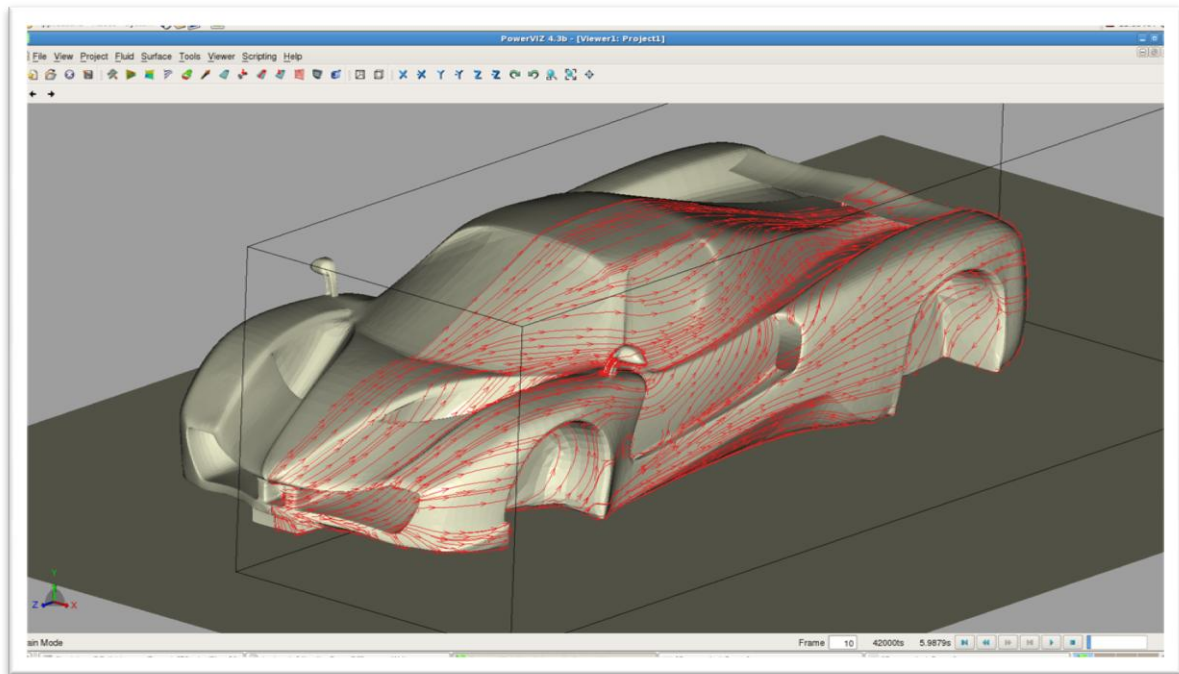 PowerVIZ 4.3b - [Viewer1: Project1]
File View Project Fluid Surface Tools Viewer Scripting Help
Y
Z X
ain Mode Frame 10 42000ts 5.9879s